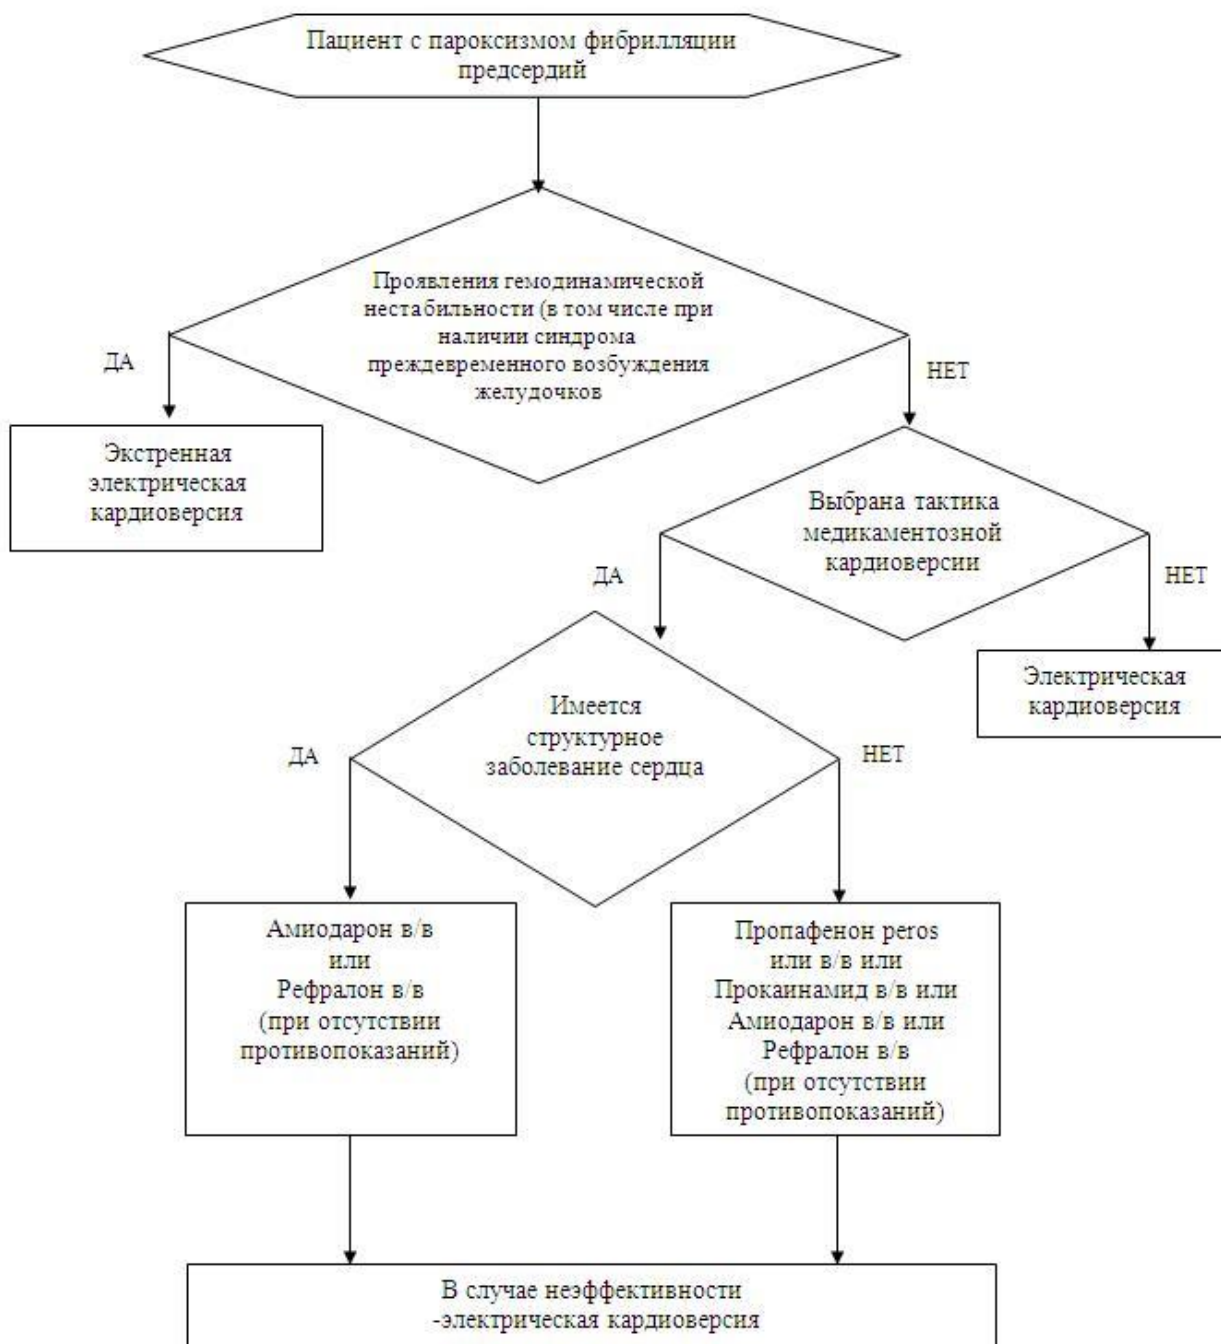 Пациент с пароксизмом фибрилляции
предсердий
Проявления гемодинамической
нестабильности (в том числе при
наличии синдрома
преждевременного возбуждения
желудочков
ДА
НЕТ
Экстренная
электрическая
кардиоверсия
Выбрана тактика
медикаментозной
кардиоверсии
ДА
НЕТ
Электрическая
кардиоверсия
Имеется
структурное
заболевание сердца
ДА
НЕТ
Амиодарон в/в
или
Рефралон в/в
(при отсутствии
противопоказаний)
Пропафенон peros
или в/в или
Прокаинамид в/в или
Амиодарон в/в или
Рефралон в/в
(при отсутствии
противопоказаний)
В случае неэффективности
-электрическая кардиоверсия